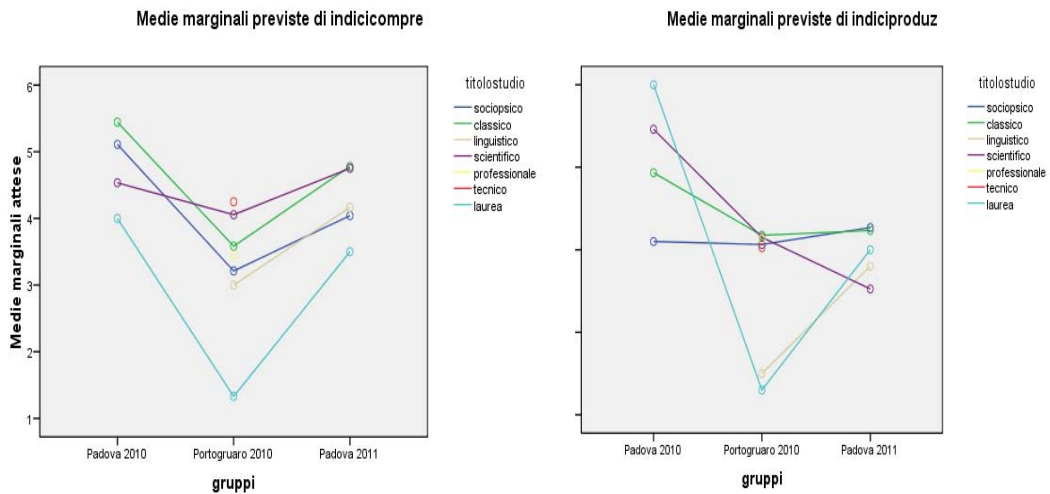 Medie marginali previste di indicicompre
Medie marginali attese
6
5
4
3
2
1
Padova 2010
Portogruaro 2010
Padova 2011
gruppi
titolostudio
sociopsico
classico
linguistico
scientifico
professionale
tecnico
laurea
Medie marginali previste di indiciproduz
Padova 2010
Portogruaro 2010
Padova 2011
gruppi
titolostudio
sociopsico
classico
linguistico
scientifico
professionale
tecnico
laurea